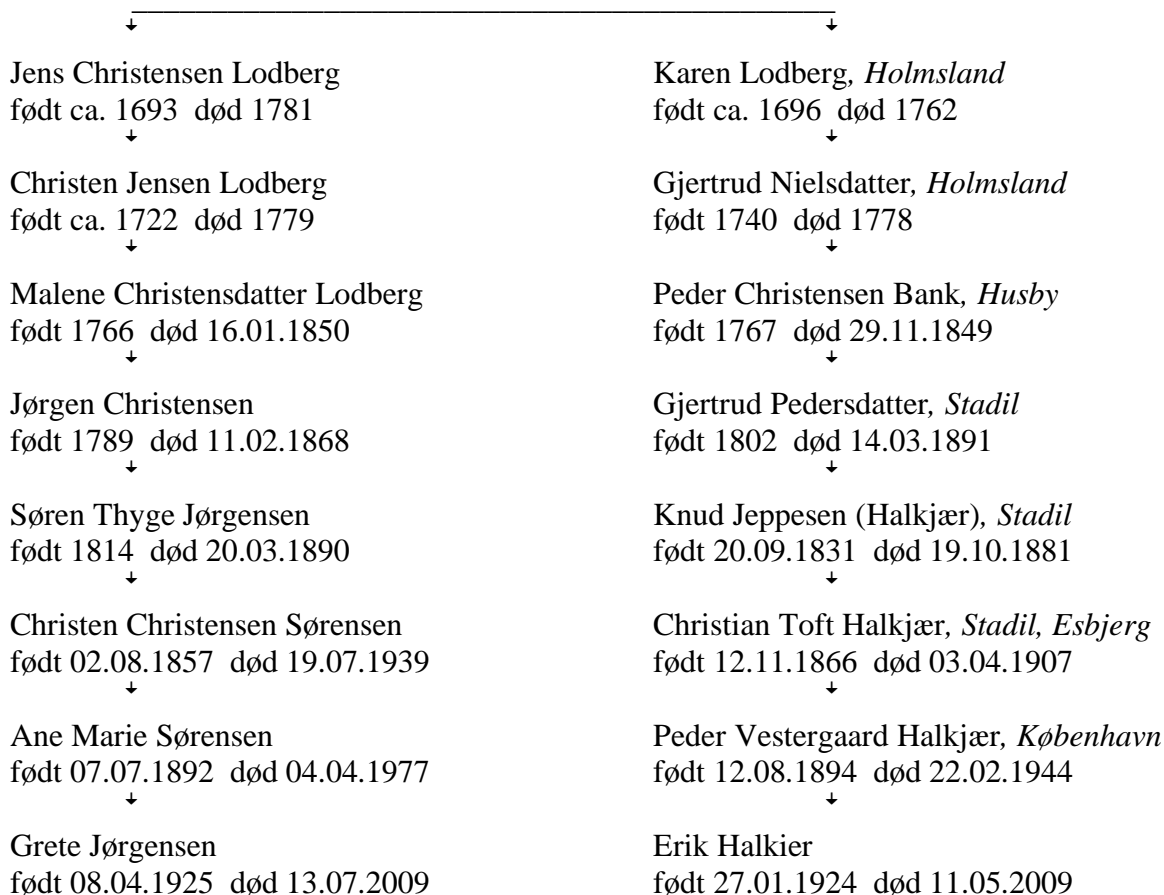 Jens Christensen Lodberg
født ca. 1693 død 1781
Karen Lodberg, Holmsland
født ca. 1696 død 1762
Christen Jensen Lodberg
født ca. 1722 død 1779
Gjertrud Nielsdatter, Holmsland
født 1740 død 1778
Malene Christensdatter Lodberg
født 1766 død 16.01.1850
Peder Christensen Bank, Husby
født 1767 død 29.11.1849
Jørgen Christensen
født 1789 død 11.02.1868
Gjertrud Pedersdatter, Stadil
født 1802 død 14.03.1891
Søren Thyge Jørgensen
født 1814 død 20.03.1890
Knud Jeppesen (Halkjær), Stadil
født 20.09.1831 død 19.10.1881
Christen Christensen Sørensen
født 02.08.1857 død 19.07.1939
Christian Toft Halkjær, Stadil, Esbjerg
født 12.11.1866 død 03.04.1907
Ane Marie Sørensen
født 07.07.1892 død 04.04.1977
Peder Vestergaard Halkjær, København
født 12.08.1894 død 22.02.1944
Grete Jørgensen
født 08.04.1925 død 13.07.2009
Erik Halkier
født 27.01.1924 død 11.05.2009